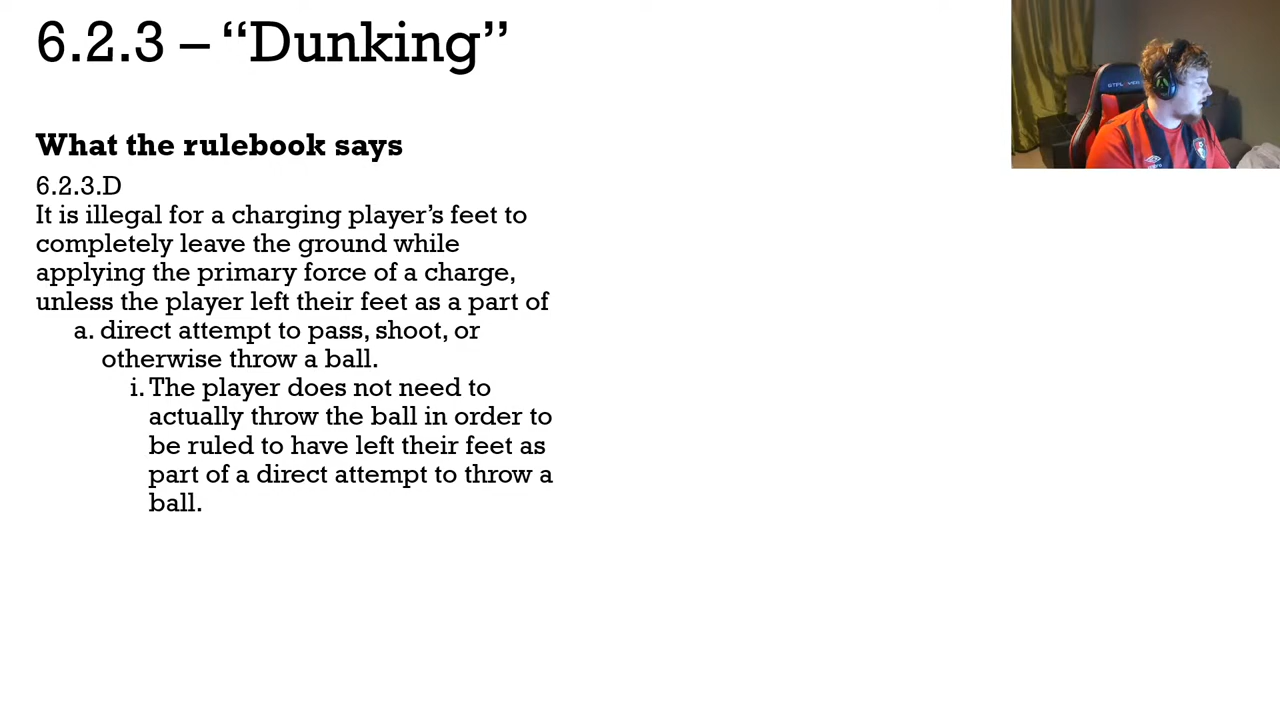 6.2.3 – “Dunking”
What the rulebook says
6.2.3.D
It is illegal for a charging player’s feet to
completely leave the ground while
applying the primary force of a charge,
unless the player left their feet as a part of
a. direct attempt to pass, shoot, or
otherwise throw a ball.
i. The player does not need to
actually throw the ball in order to
be ruled to have left their feet as
part of a direct attempt to throw a
ball.